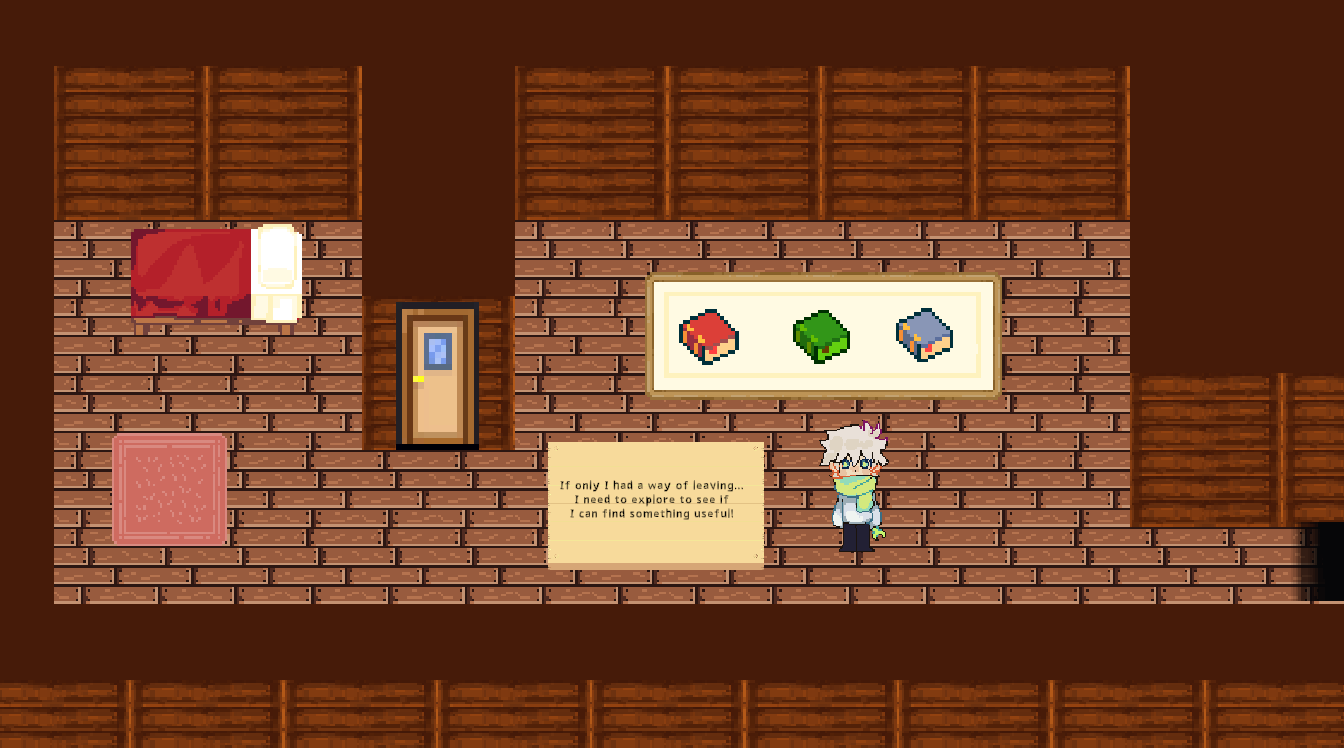 If only I had a way of leaving...
I need to explore to see if
I can find something useful!